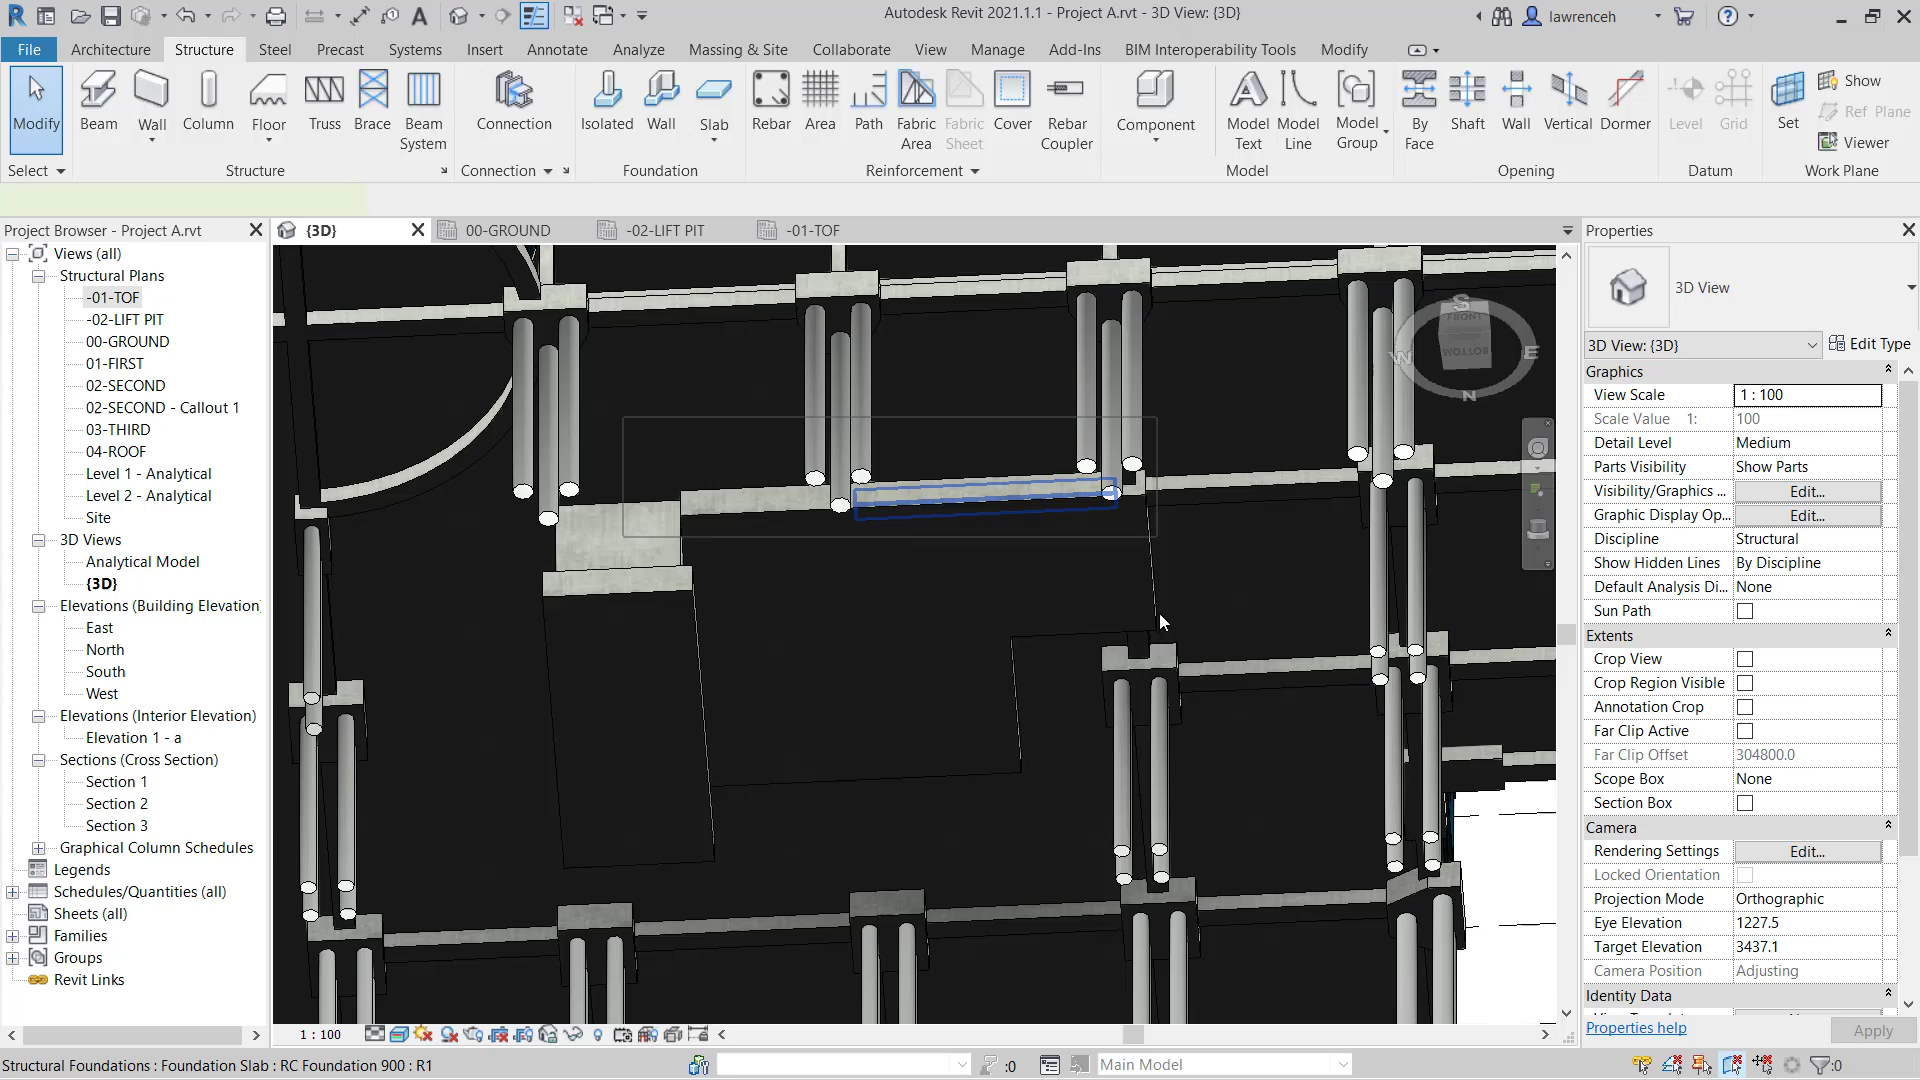 Autodesk Revit 2021.1.1 - Project A.rvt - 3D View: {3D}
lawrenceh
File Architecture Structure Steel Precast Systems Insert Annotate Analyze Massing & Site Collaborate View Manage Add-Ins BIM Interoperability Tools Modify
Modify Beam Wall Column Floor Truss Brace Beam System Connection Isolated Wall Slab Rebar Area Path Fabric Area Fabric Sheet Cover Rebar Coupler Component Model Text Model Line Model Group By Face Shaft Wall Vertical Dormer Level Grid Set Show Ref Plane Viewer
Select Structure Connection Foundation Reinforcement Model Opening Datum Work Plane
Project Browser - Project A.rvt
{3D} 00-GROUND -02-LIFT PIT -01-TOF
Views (all)
Structural Plans
-01-TOF
-02-LIFT PIT
00-GROUND
01-FIRST
02-SECOND
02-SECOND - Callout 1
03-THIRD
04-ROOF
Level 1 - Analytical
Level 2 - Analytical
Site
3D Views
Analytical Model
{3D}
Elevations (Building Elevation)
East
North
South
West
Elevations (Interior Elevation)
Elevation 1 - a
Sections (Cross Section)
Section 1
Section 2
Section 3
Graphical Column Schedules
Legends
Schedules/Quantities (all)
Sheets (all)
Families
Groups
Revit Links
S
FRONT
W
BOTTOM
E
N
Properties
3D View
3D View: {3D} Edit Type
Graphics
View Scale 1 : 100
Scale Value 1: 100
Detail Level Medium
Parts Visibility Show Parts
Visibility/Graphics ... Edit...
Graphic Display Op... Edit...
Discipline Structural
Show Hidden Lines By Discipline
Default Analysis Di... None
Sun Path
Extents
Crop View
Crop Region Visible
Annotation Crop
Far Clip Active
Far Clip Offset 304800.0
Scope Box None
Section Box
Camera
Rendering Settings Edit...
Locked Orientation
Projection Mode Orthographic
Eye Elevation 1227.5
Target Elevation 3437.1
Camera Position Adjusting
Identity Data
Properties help Apply
1 : 100
Structural Foundations : Foundation Slab : RC Foundation 900 : R1
:0
Main Model
:0